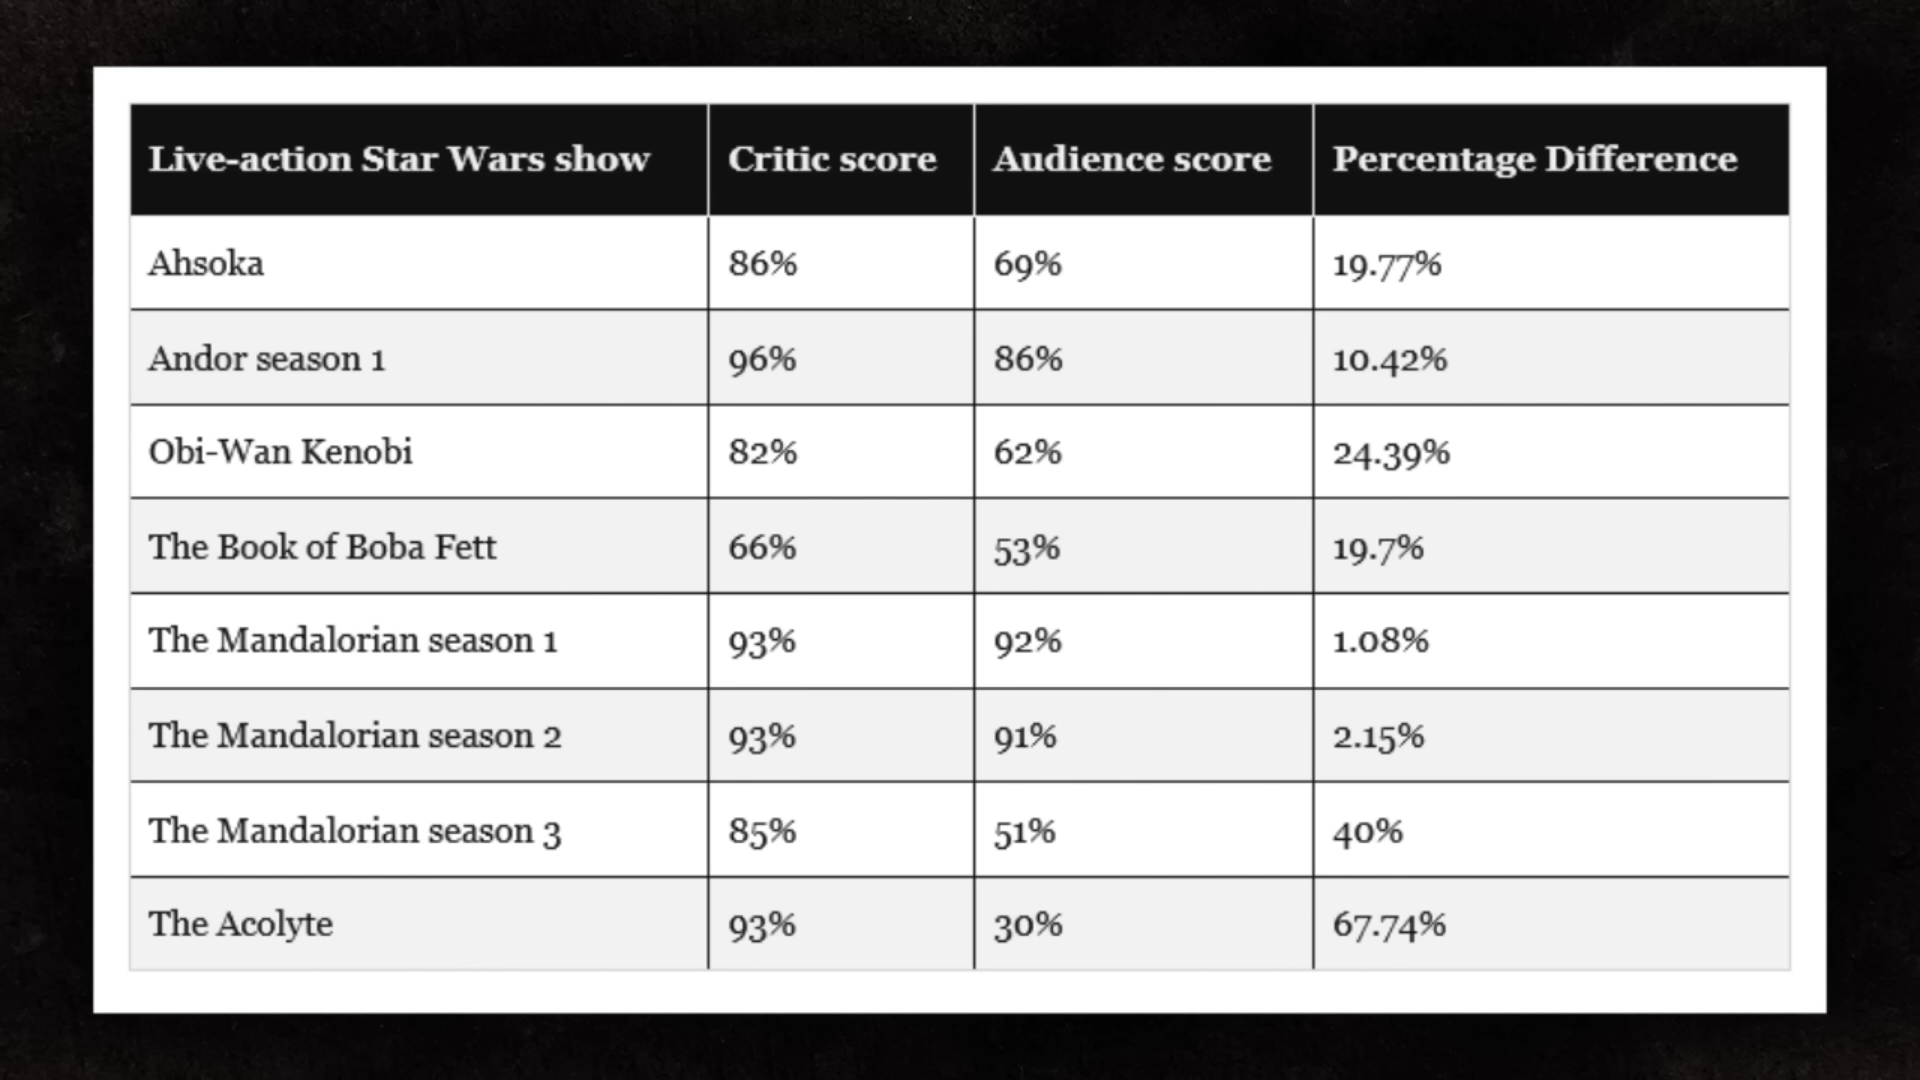 Live-action Star Wars show Critic score Audience score Percentage Difference
Ahsoka 86% 69% 19.77%
Andor season 1 96% 86% 10.42%
Obi-Wan Kenobi 82% 62% 24.39%
The Book of Boba Fett 66% 53% 19.7%
The Mandalorian season 1 93% 92% 1.08%
The Mandalorian season 2 93% 91% 2.15%
The Mandalorian season 3 85% 51% 40%
The Acolyte 93% 30% 67.74%